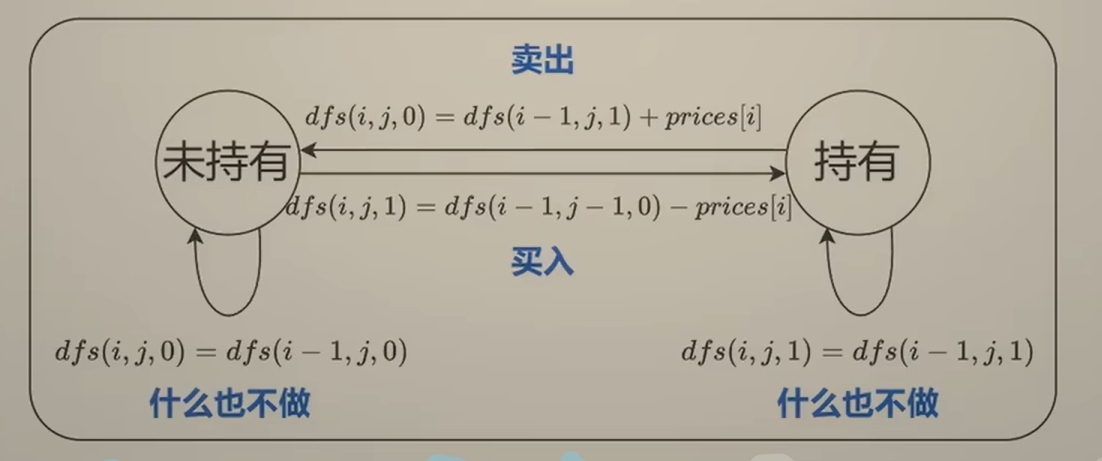 卖出
dfs(i, j, 0) = dfs(i − 1, j, 1) + prices[i]
未持有
持有
dfs(i, j, 1) = dfs(i − 1, j − 1, 0) − prices[i]
买入
dfs(i, j, 0) = dfs(i − 1, j, 0)
dfs(i, j, 1) = dfs(i − 1, j, 1)
什么也不做
什么也不做